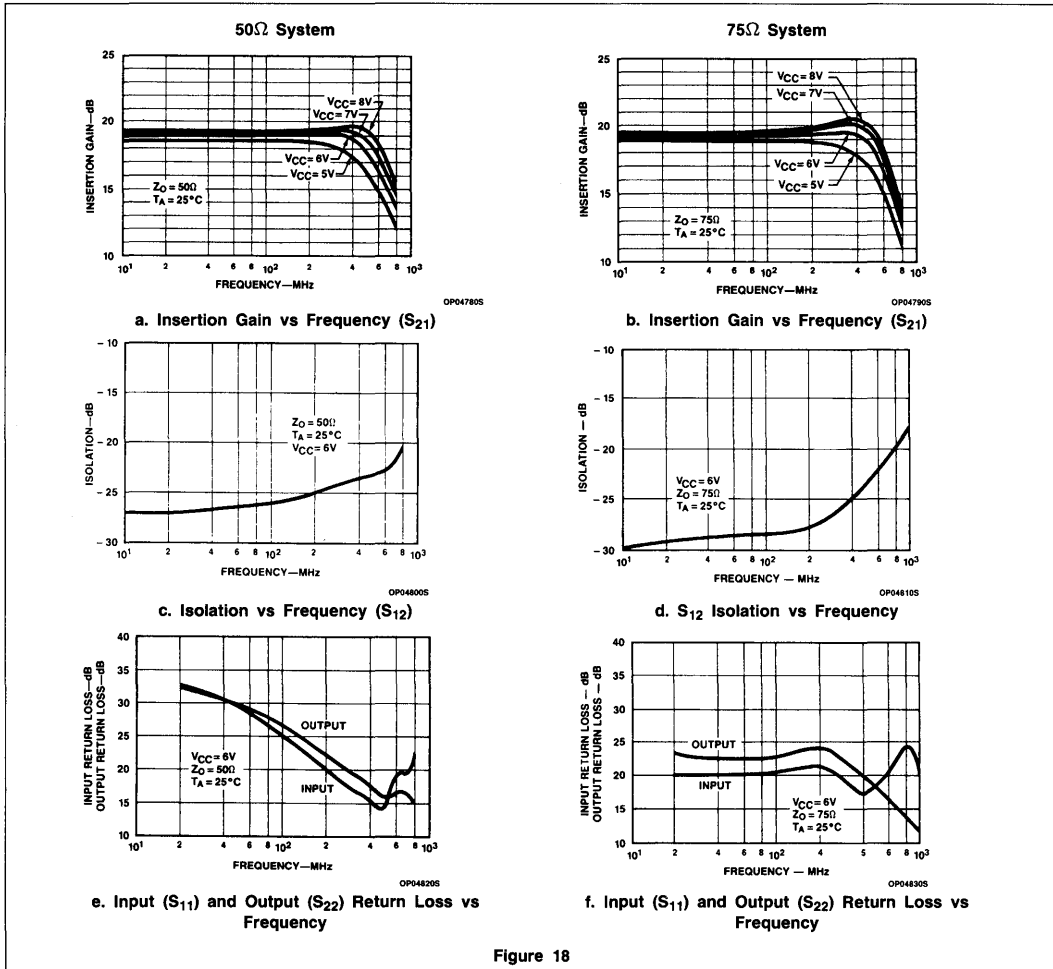 50Ω System
25
20
15
10
INSERTION GAIN—dB
VCC = 8V
VCC = 7V
VCC = 6V
VCC = 5V
ZO = 50Ω
TA = 25°C
10¹ 2 4 6 8 10² 2 4 6 8 10³
FREQUENCY—MHz
OP04780S
a. Insertion Gain vs Frequency (S21)
75Ω System
25
20
15
10
INSERTION GAIN—dB
VCC = 8V
VCC = 7V
VCC = 6V
VCC = 5V
ZO = 75Ω
TA = 25°C
10¹ 2 4 6 8 10² 2 4 6 8 10³
FREQUENCY—MHz
OP04790S
b. Insertion Gain vs Frequency (S21)
- 10
- 15
- 20
- 25
- 30
ISOLATION—dB
ZO = 50Ω
TA = 25°C
VCC = 6V
10¹ 2 4 6 8 10² 2 4 6 8 10³
FREQUENCY—MHz
OP04800S
c. Isolation vs Frequency (S12)
- 10
- 15
- 20
- 25
- 30
ISOLATION — dB
VCC = 6V
ZO = 75Ω
TA = 25°C
10¹ 2 4 6 8 10² 2 4 6 8 10³
FREQUENCY — MHz
OP04810S
d. S12 Isolation vs Frequency
40
35
30
25
20
15
10
INPUT RETURN LOSS—dB
OUTPUT RETURN LOSS—dB
OUTPUT
INPUT
VCC = 6V
ZO = 50Ω
TA = 25°C
10¹ 2 4 6 8 10² 2 4 6 8 10³
FREQUENCY—MHz
OP04820S
e. Input (S11) and Output (S22) Return Loss vs
Frequency
40
35
30
25
20
15
10
INPUT RETURN LOSS — dB
OUTPUT RETURN LOSS — dB
OUTPUT
INPUT
VCC = 6V
ZO = 75Ω
TA = 25°C
10¹ 2 4 6 8 10² 2 4 5 8 10³
FREQUENCY — MHz
OP04830S
f. Input (S11) and Output (S22) Return Loss vs
Frequency
Figure 18